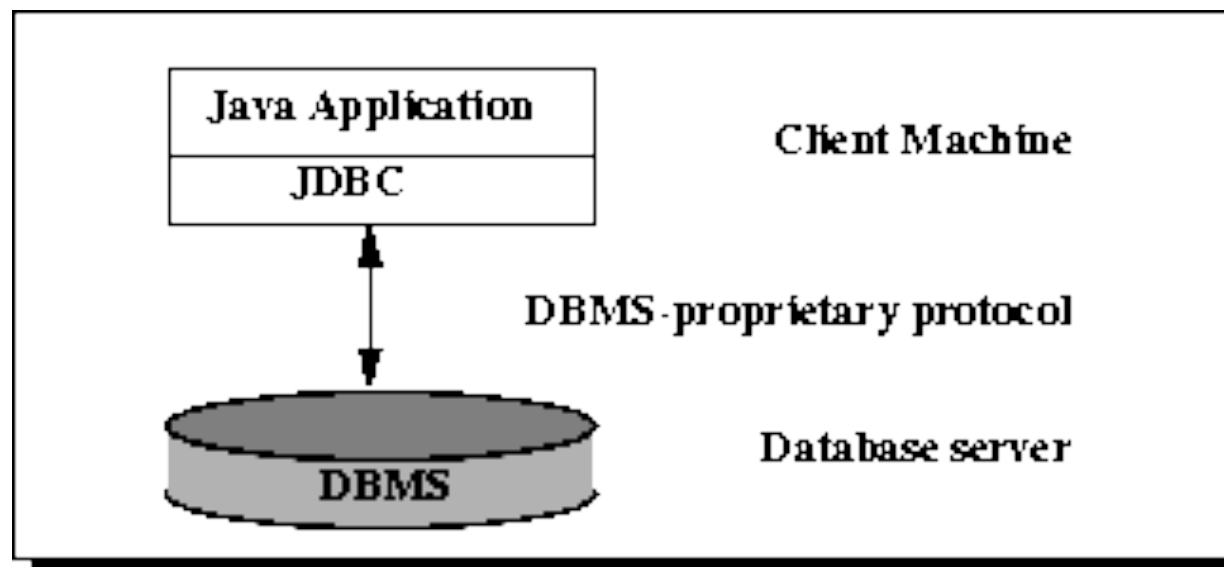 Java Application
Client Machine
JDBC
DBMS-proprietary protocol
Database server
DBMS